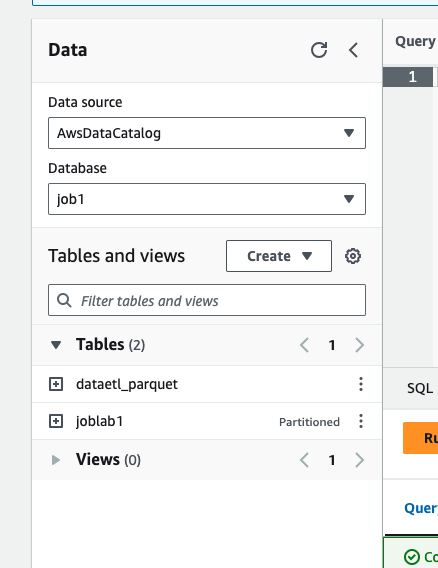 Data
Query
1
Data source
AwsDataCatalog
Database
job1
Tables and views
Create
Filter tables and views
Tables (2)
1
dataetl_parquet
SQL
joblab1
Partitioned
Ru
Views (0)
1
Query
Co